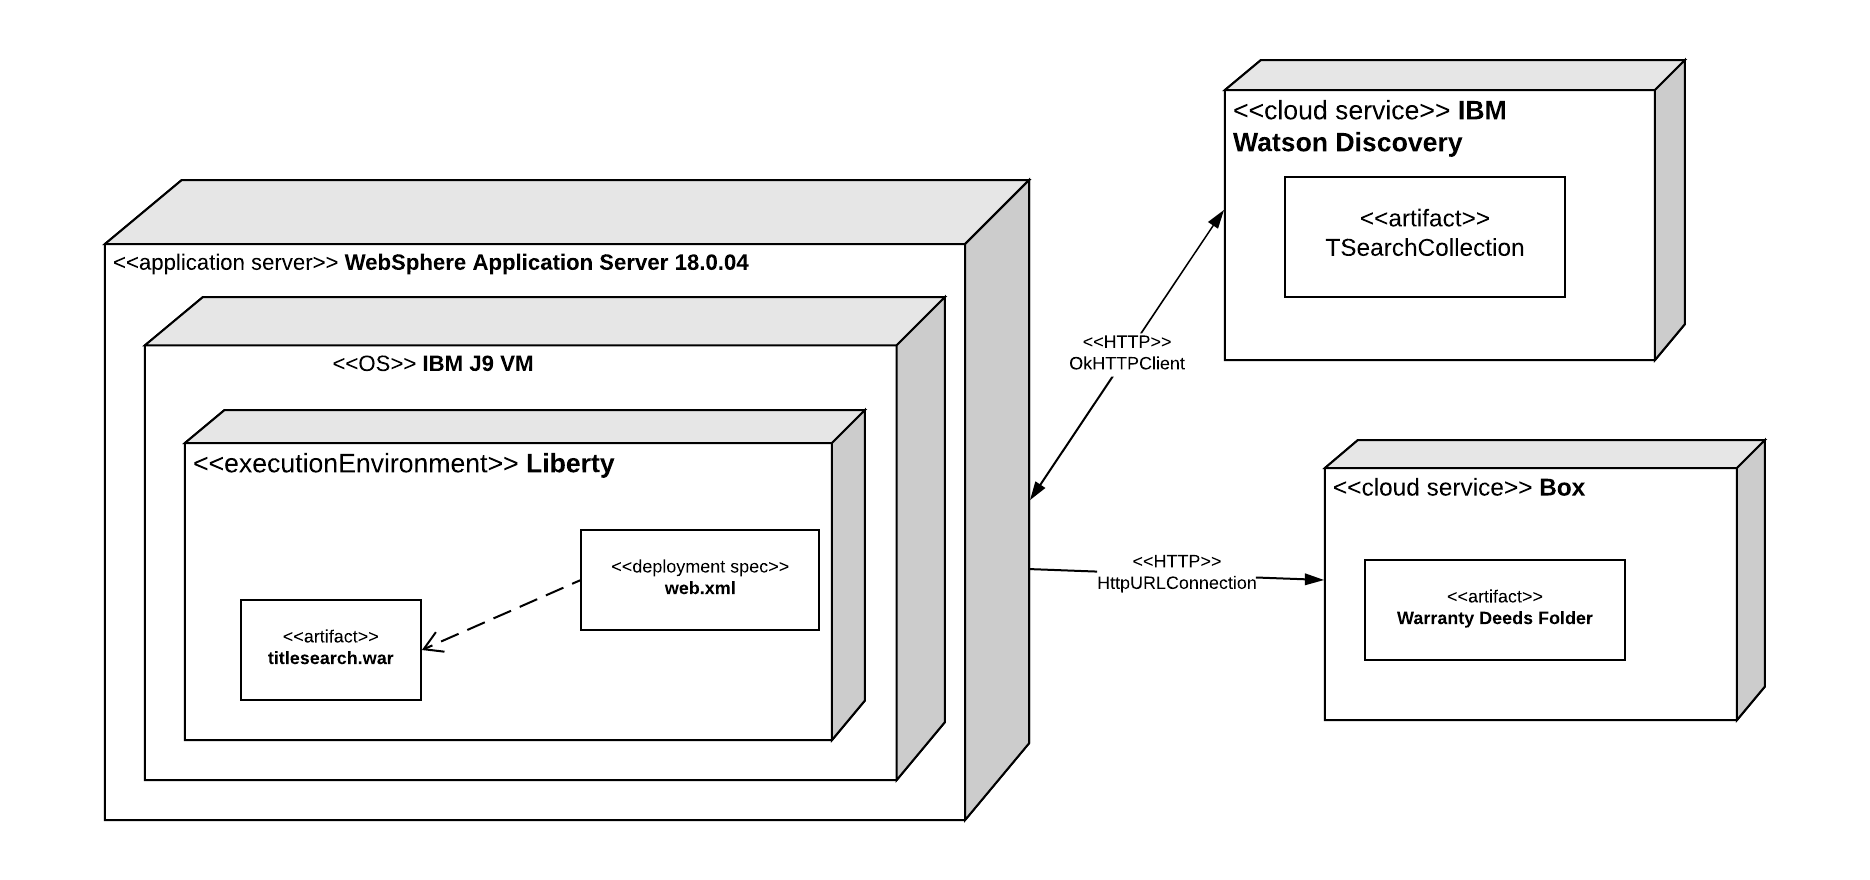 <<cloud service>> IBM
Watson Discovery
<<artifact>>
TSearchCollection
<<application server>> WebSphere Application Server 18.0.04
<<OS>> IBM J9 VM
<<executionEnvironment>> Liberty
<<deployment spec>>
web.xml
<<artifact>>
titlesearch.war
<<HTTP>>
OkHTTPClient
<<HTTP>>
HttpURLConnection
<<cloud service>> Box
<<artifact>>
Warranty Deeds Folder